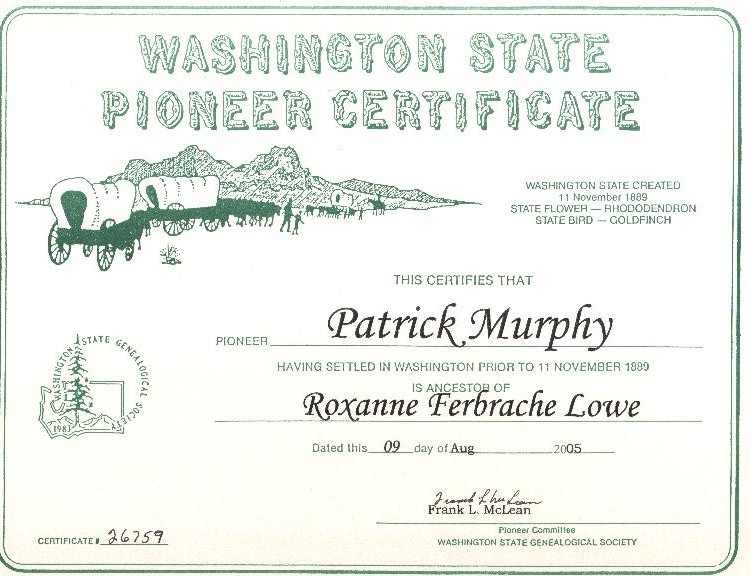 WASHINGTON STATE
PIONEER CERTIFICATE
WASHINGTON STATE CREATED
11 November 1889
STATE FLOWER — RHODODENDRON
STATE BIRD — GOLDFINCH
THIS CERTIFIES THAT
PIONEER Patrick Murphy
HAVING SETTLED IN WASHINGTON PRIOR TO 11 NOVEMBER 1889
IS ANCESTOR OF
Roxanne Ferbrache Lowe
WASHINGTON STATE GENEALOGICAL SOCIETY
1983
Dated this 09 day of Aug 2005
Frank L. McLean
Frank L. McLean
Pioneer Committee
CERTIFICATE # 26759
WASHINGTON STATE GENEALOGICAL SOCIETY